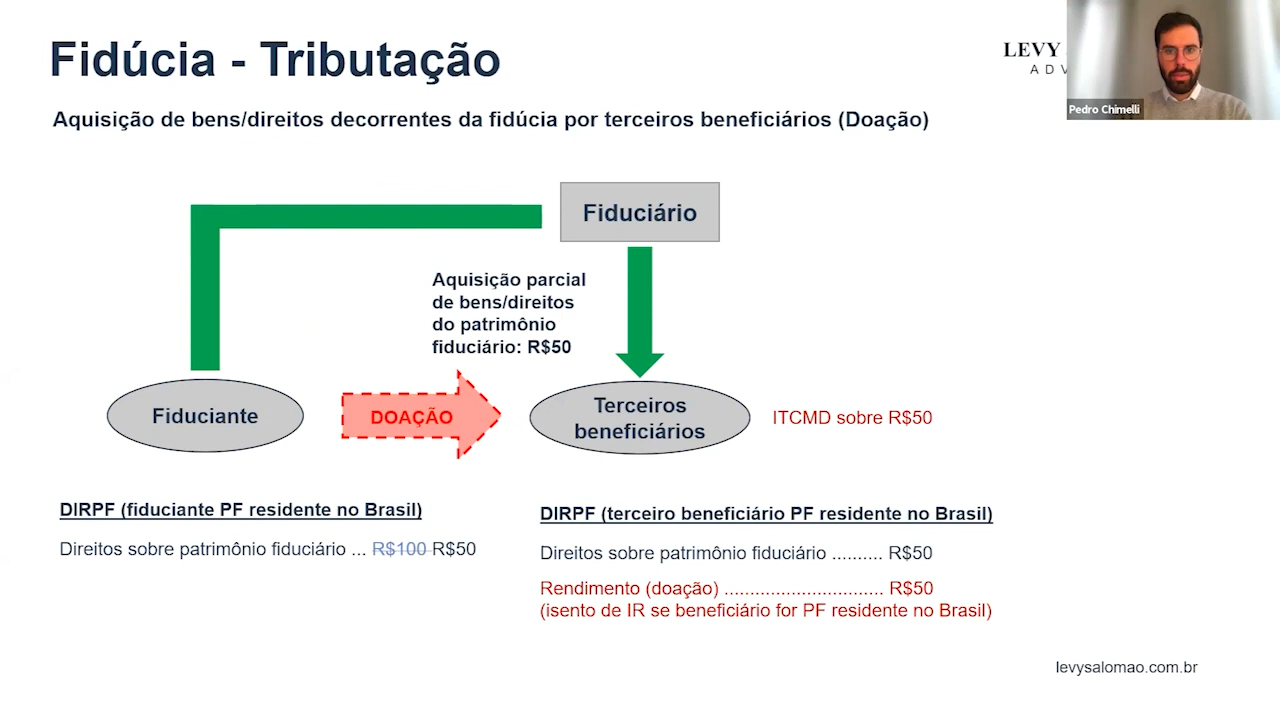 Fidúcia - Tributação
LEVY
ADV
Pedro Chimelli
Aquisição de bens/direitos decorrentes da fidúcia por terceiros beneficiários (Doação)
Fiduciário
Aquisição parcial
de bens/direitos
do patrimônio
fiduciário: R$50
Fiduciante
DOAÇÃO
Terceiros
beneficiários
ITCMD sobre R$50
DIRPF (fiduciante PF residente no Brasil)
Direitos sobre patrimônio fiduciário ... R$100 R$50
DIRPF (terceiro beneficiário PF residente no Brasil)
Direitos sobre patrimônio fiduciário .......... R$50
Rendimento (doação) ............................... R$50
(isento de IR se beneficiário for PF residente no Brasil)
levysalomao.com.br